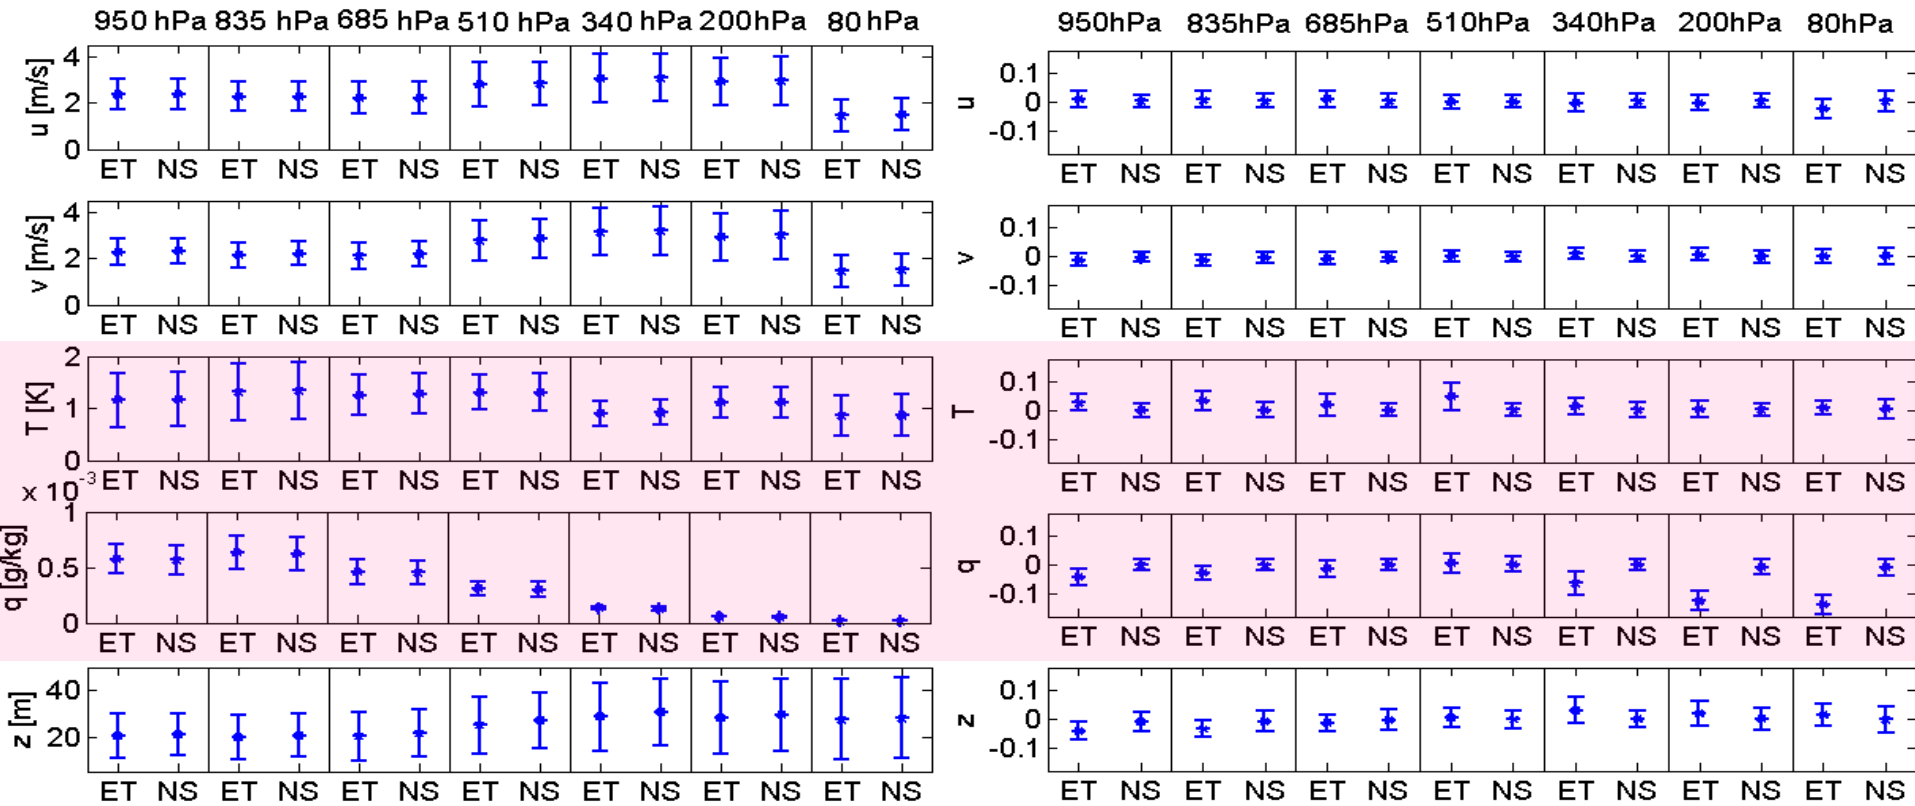 950 hPa 835 hPa 685 hPa 510 hPa 340 hPa 200hPa 80 hPa
u [m/s]
4
2
0
ET NS ET NS ET NS ET NS ET NS ET NS ET NS
v [m/s]
4
2
0
ET NS ET NS ET NS ET NS ET NS ET NS ET NS
T [K]
2
1
0
ET NS ET NS ET NS ET NS ET NS ET NS ET NS
x 10⁻³
q [g/kg]
1
0.5
0
ET NS ET NS ET NS ET NS ET NS ET NS ET NS
z [m]
40
20
ET NS ET NS ET NS ET NS ET NS ET NS ET NS
950hPa 835hPa 685hPa 510hPa 340hPa 200hPa 80hPa
u
0.1
0
-0.1
ET NS ET NS ET NS ET NS ET NS ET NS ET NS
v
0.1
0
-0.1
ET NS ET NS ET NS ET NS ET NS ET NS ET NS
T
0.1
0
-0.1
ET NS ET NS ET NS ET NS ET NS ET NS ET NS
q
0.1
0
-0.1
ET NS ET NS ET NS ET NS ET NS ET NS ET NS
z
0.1
0
-0.1
ET NS ET NS ET NS ET NS ET NS ET NS ET NS